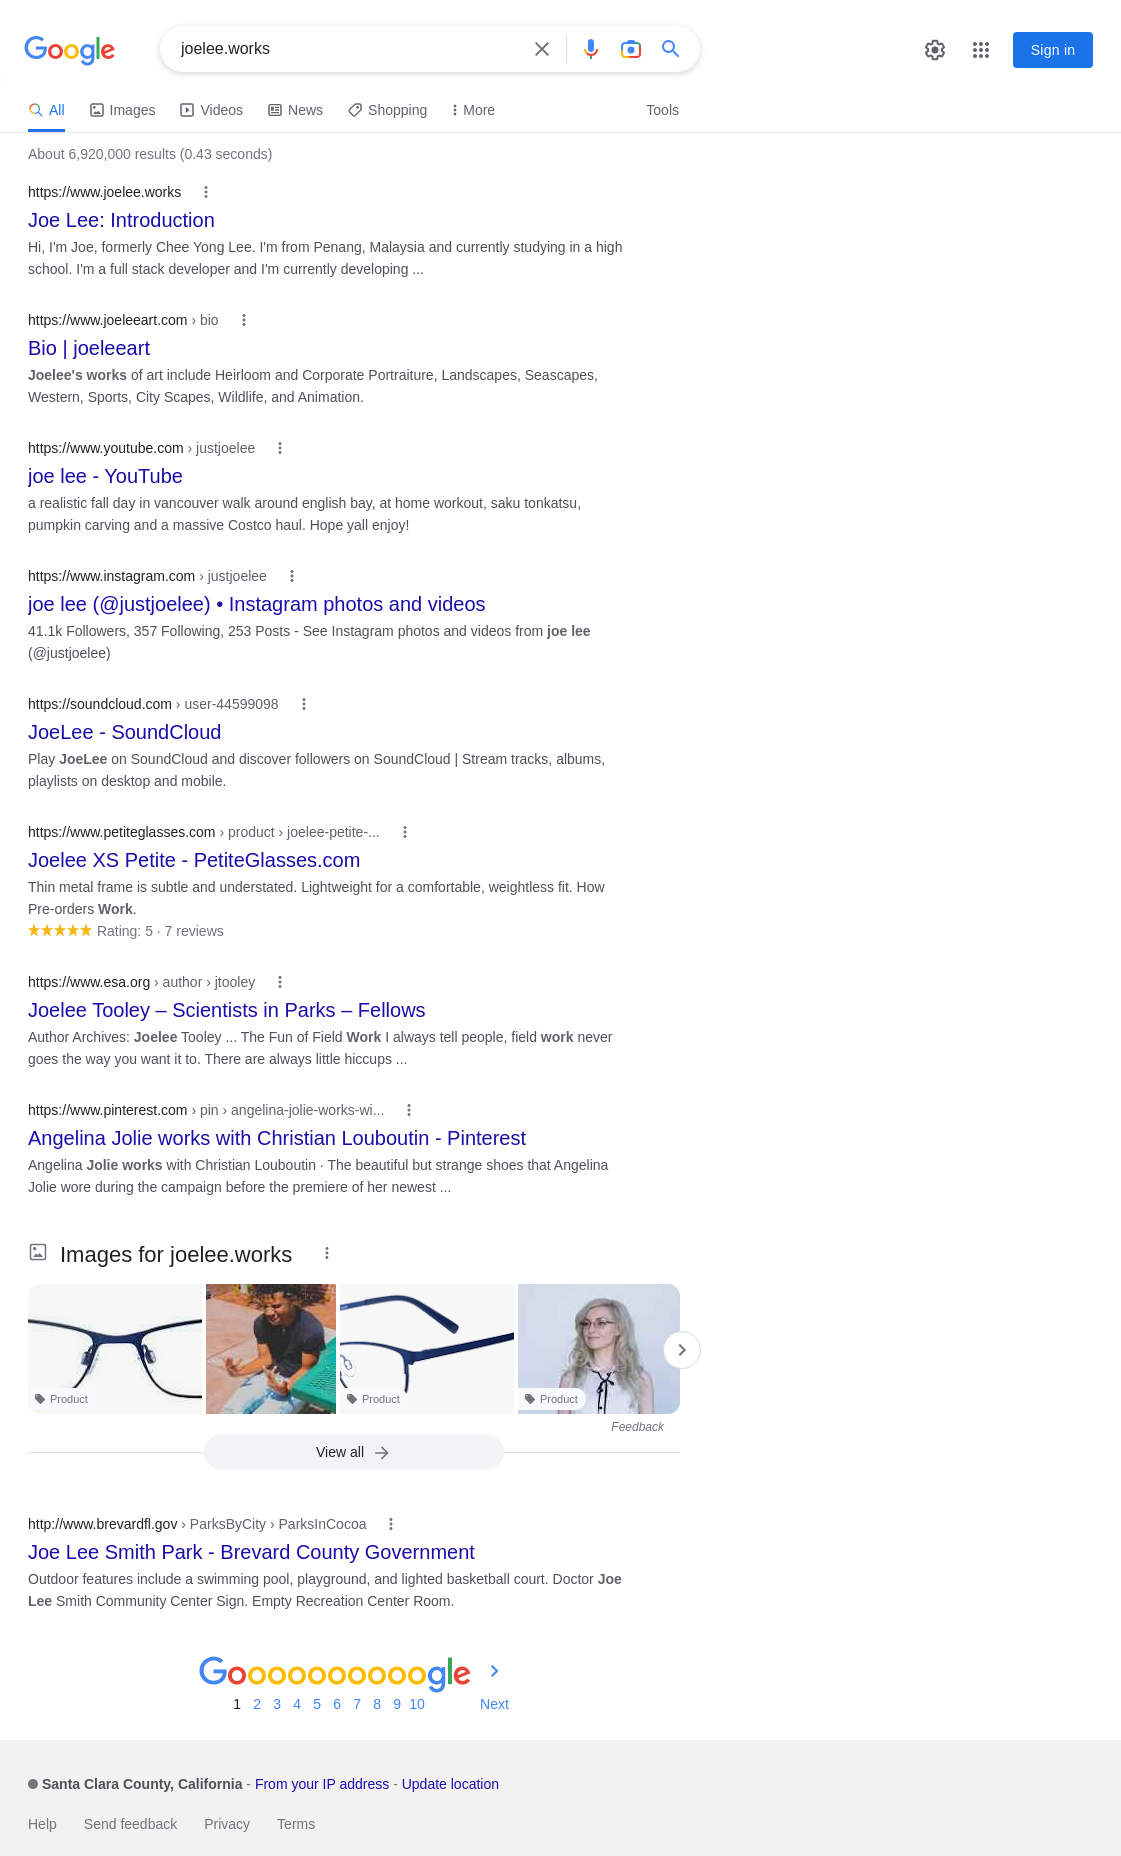 Google
joelee.works
Sign in
All Images Videos News Shopping More Tools
About 6,920,000 results (0.43 seconds)
https://www.joelee.works
Joe Lee: Introduction
Hi, I'm Joe, formerly Chee Yong Lee. I'm from Penang, Malaysia and currently studying in a high
school. I'm a full stack developer and I'm currently developing ...
https://www.joeleeart.com › bio
Bio | joeleeart
Joelee's works of art include Heirloom and Corporate Portraiture, Landscapes, Seascapes,
Western, Sports, City Scapes, Wildlife, and Animation.
https://www.youtube.com › justjoelee
joe lee - YouTube
a realistic fall day in vancouver walk around english bay, at home workout, saku tonkatsu,
pumpkin carving and a massive Costco haul. Hope yall enjoy!
https://www.instagram.com › justjoelee
joe lee (@justjoelee) • Instagram photos and videos
41.1k Followers, 357 Following, 253 Posts - See Instagram photos and videos from joe lee
(@justjoelee)
https://soundcloud.com › user-44599098
JoeLee - SoundCloud
Play JoeLee on SoundCloud and discover followers on SoundCloud | Stream tracks, albums,
playlists on desktop and mobile.
https://www.petiteglasses.com › product › joelee-petite-...
Joelee XS Petite - PetiteGlasses.com
Thin metal frame is subtle and understated. Lightweight for a comfortable, weightless fit. How
Pre-orders Work.
Rating: 5 · 7 reviews
https://www.esa.org › author › jtooley
Joelee Tooley – Scientists in Parks – Fellows
Author Archives: Joelee Tooley ... The Fun of Field Work I always tell people, field work never
goes the way you want it to. There are always little hiccups ...
https://www.pinterest.com › pin › angelina-jolie-works-wi...
Angelina Jolie works with Christian Louboutin - Pinterest
Angelina Jolie works with Christian Louboutin · The beautiful but strange shoes that Angelina
Jolie wore during the campaign before the premiere of her newest ...
Images for joelee.works
Product Product Product
Feedback
View all
http://www.brevardfl.gov › ParksByCity › ParksInCocoa
Joe Lee Smith Park - Brevard County Government
Outdoor features include a swimming pool, playground, and lighted basketball court. Doctor Joe
Lee Smith Community Center Sign. Empty Recreation Center Room.
Goooooooooogle
1 2 3 4 5 6 7 8 9 10 Next
Santa Clara County, California - From your IP address - Update location
Help Send feedback Privacy Terms